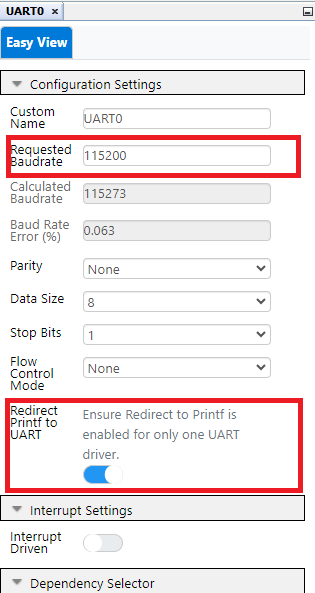 UART0 ×
Easy View
Configuration Settings
Custom
Name
UART0
Requested
Baudrate
115200
Calculated
Baudrate
115273
Baud Rate
Error (%)
0.063
Parity
None
Data Size
8
Stop Bits
1
Flow
Control
Mode
None
Redirect
Printf to
UART
Ensure Redirect to Printf is
enabled for only one UART
driver.
Interrupt Settings
Interrupt
Driven
Dependency Selector